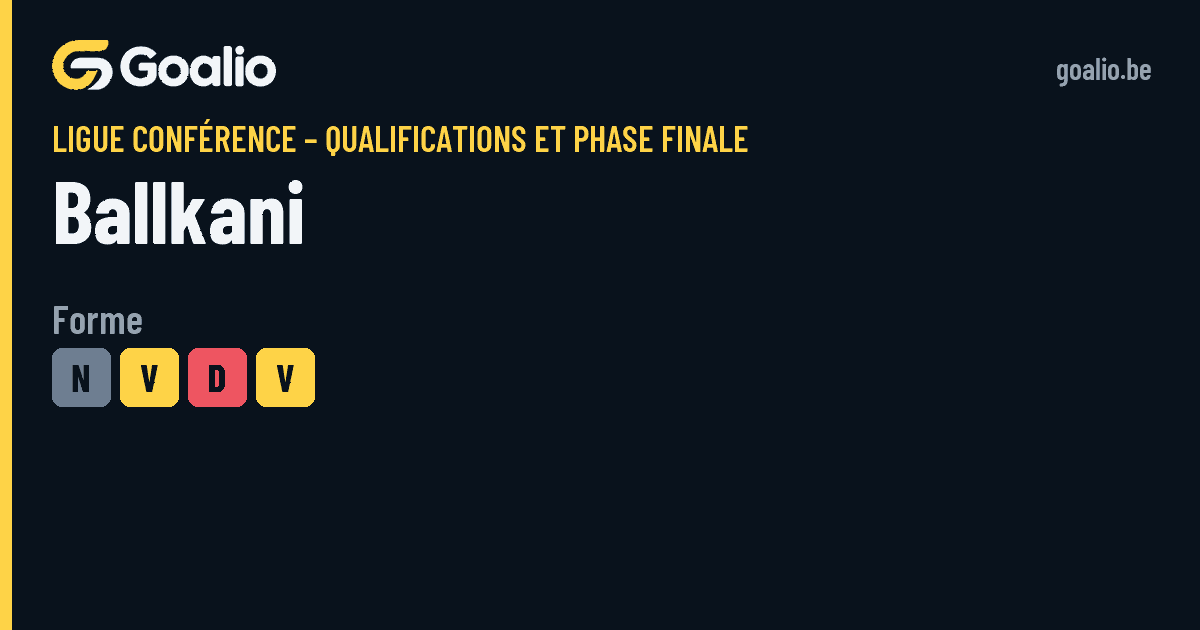 Goalio
goalio.be
LIGUE CONFÉRENCE – QUALIFICATIONS ET PHASE FINALE
Ballkani
Forme
N V D V